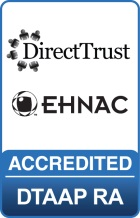 DirectTrust
EHNAC
ACCREDITED
DTAAP RA